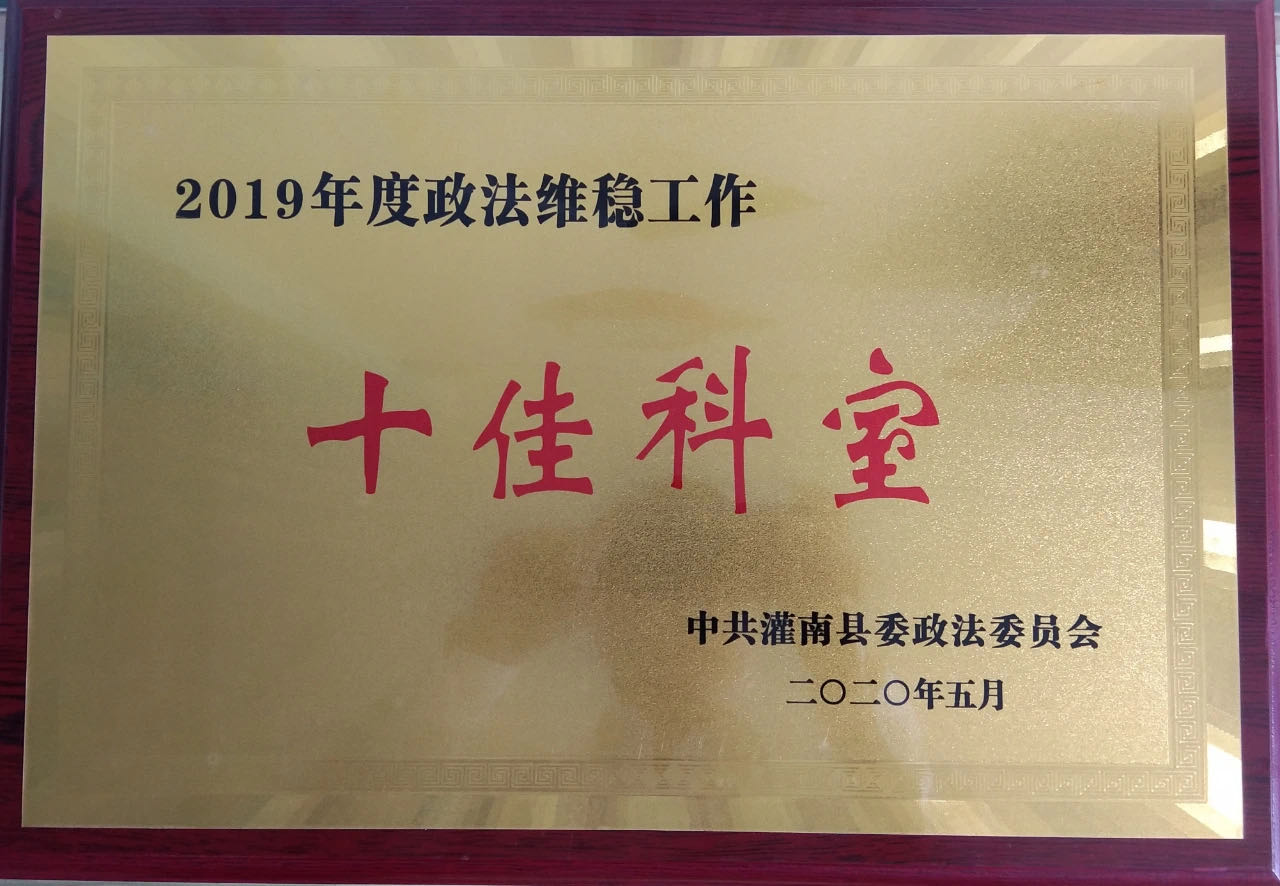 2019年度政法维稳工作
十佳科室
中共灌南县委政法委员会
二〇二〇年五月